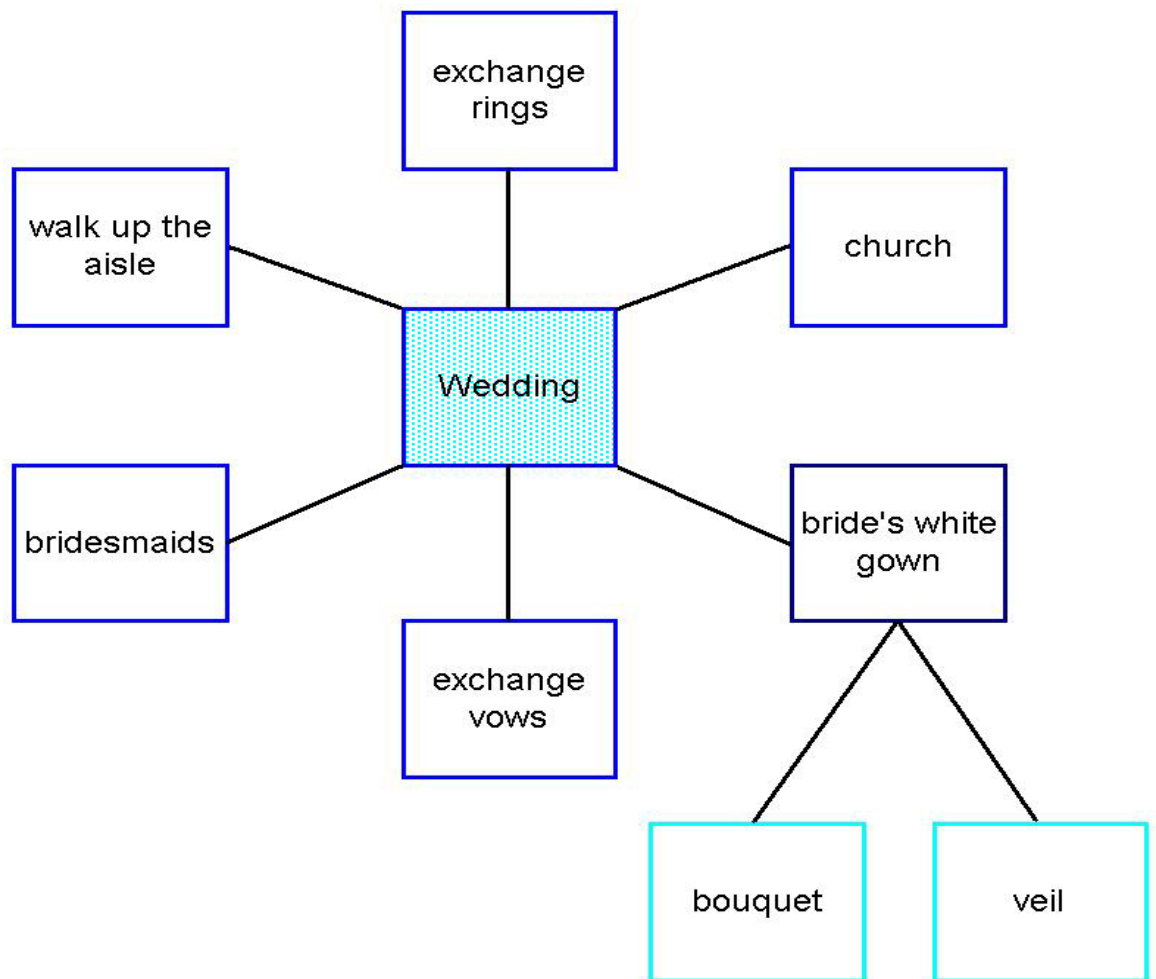 exchange
rings
walk up the
aisle
church
Wedding
bridesmaids
bride's white
gown
exchange
vows
bouquet
veil